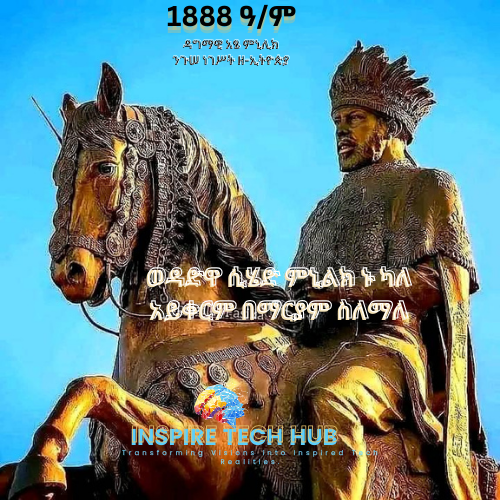 1888 ዓ/ም
ዳግማዊ አፄ ምኒሊክ
ንጉሠ ነገሥት ዘ-ኢትዮጵያ
ወዳድዋ ሲሄድ ምኒልክ ኑ ካለ
አይቀርም በማርያም ስለማለ
INSPIRE TECH HUB
Transforming Visions into Inspired Tech
Realities.